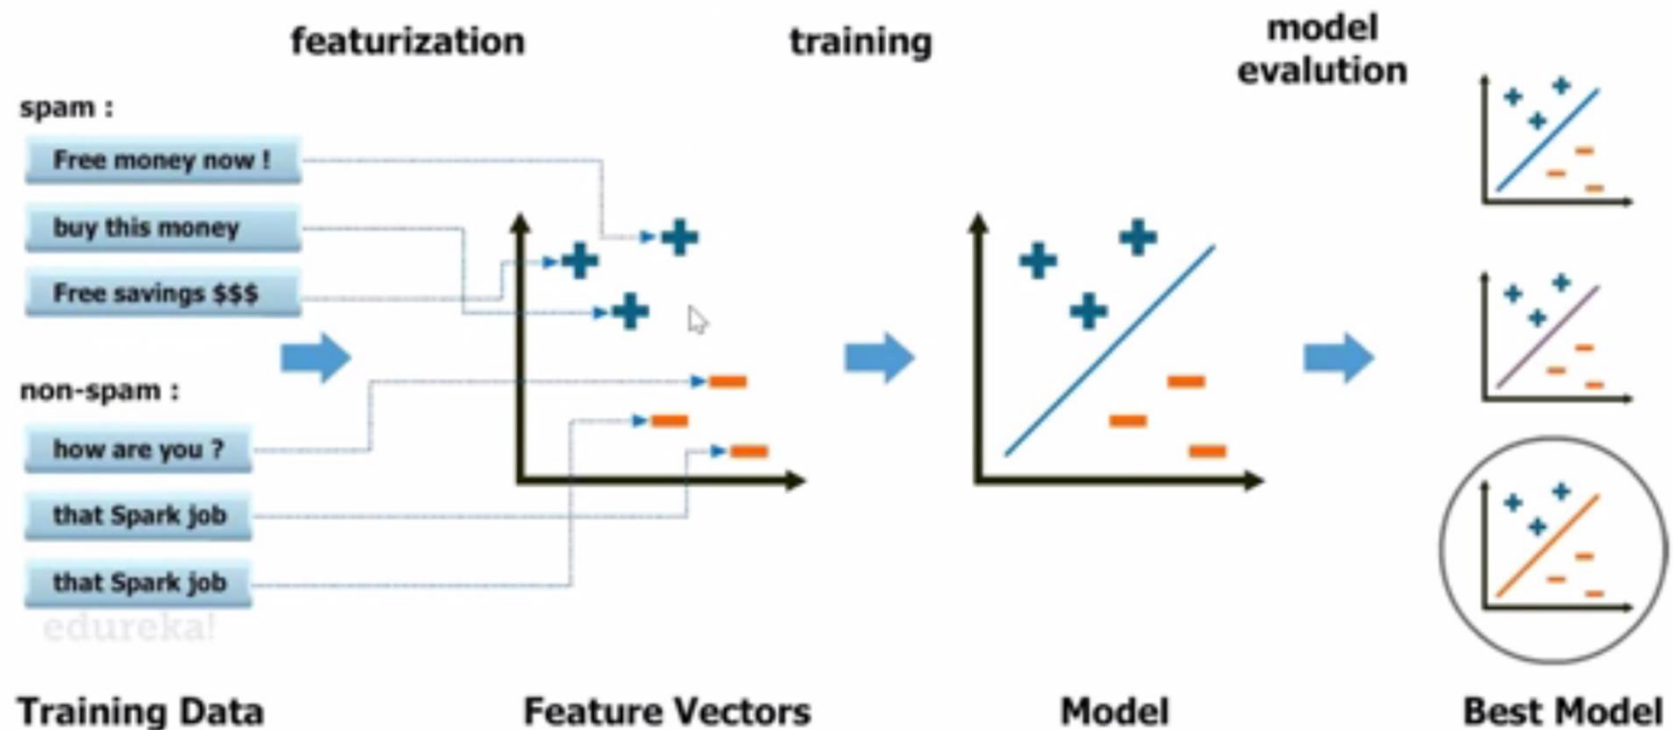 featurization
training
model
evalution
spam :
Free money now !
buy this money
Free savings $$$
non-spam :
how are you ?
that Spark job
that Spark job
edureka!
Training Data
Feature Vectors
Model
Best Model